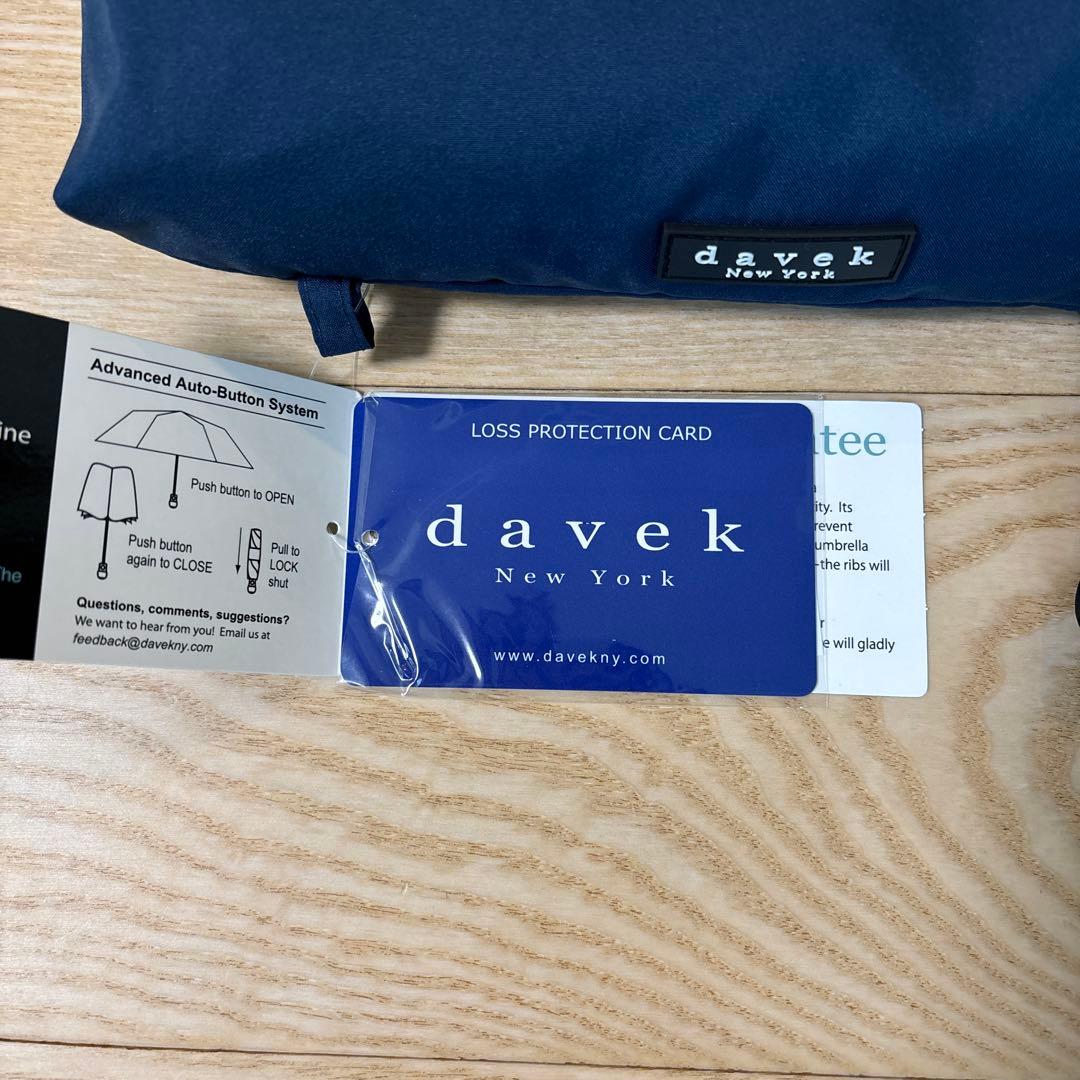 davek
New York
ine
The
Advanced Auto-Button System
Push button to OPEN
Push button
again to CLOSE
Pull to
LOCK
shut
Questions, comments, suggestions?
We want to hear from you! Email us at
feedback@davekny.com
LOSS PROTECTION CARD
davek
New York
www.davekny.com
tee
ity. Its
revent
umbrella
-the ribs will
e will gladly